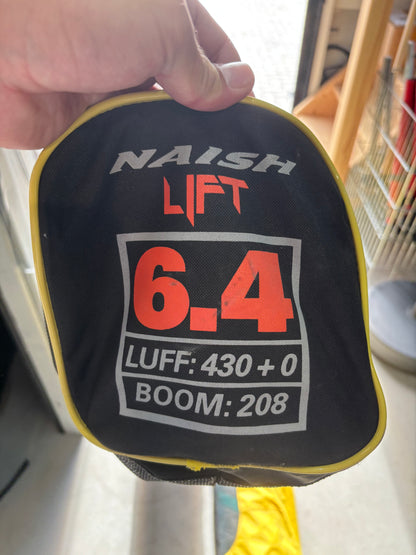 NAISH
LIFT
6.4
LUFF: 430 + 0
BOOM: 208